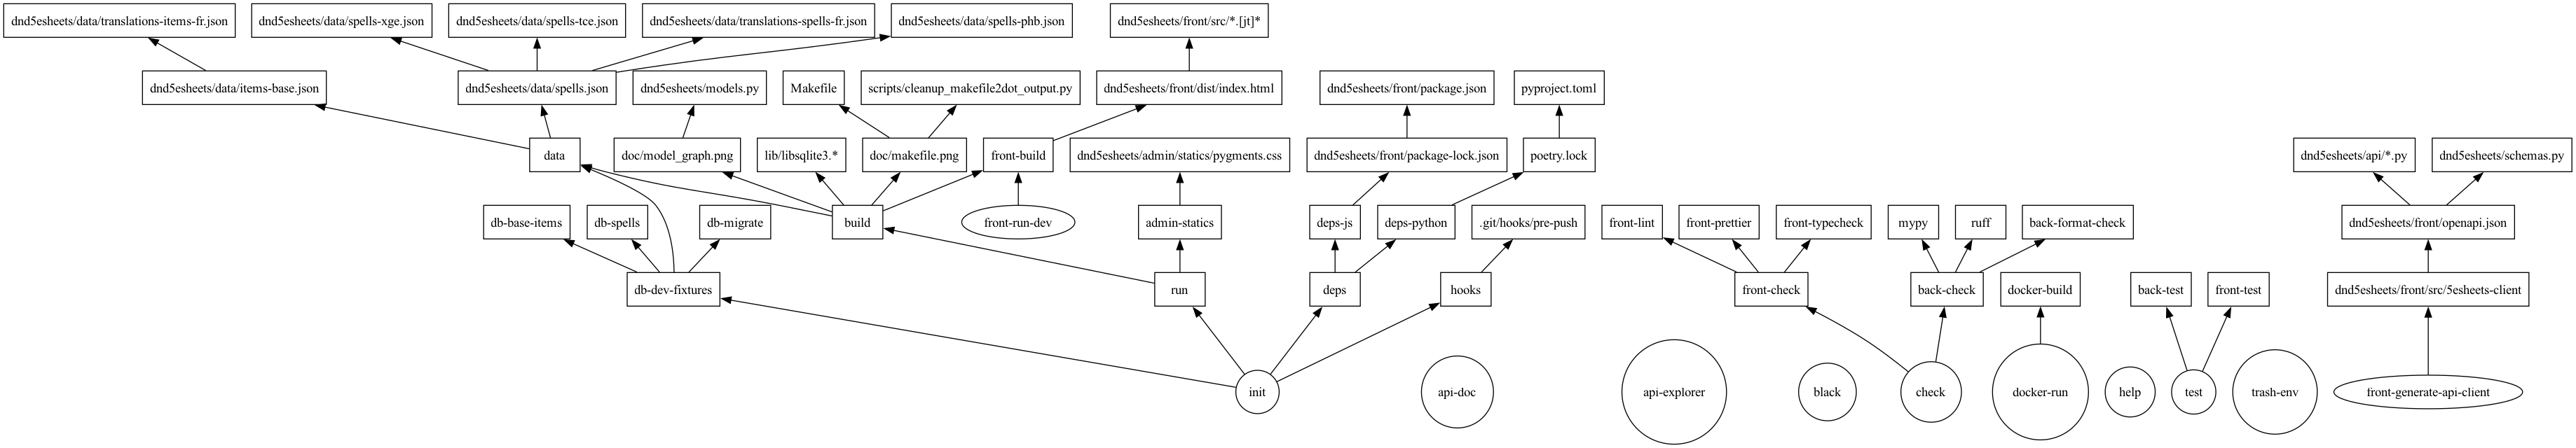 dnd5esheets/data/translations-items-fr.json
dnd5esheets/data/spells-xge.json
dnd5esheets/data/spells-tce.json
dnd5esheets/data/translations-spells-fr.json
dnd5esheets/data/spells-phb.json
dnd5esheets/front/src/*.[jt]*
dnd5esheets/data/items-base.json
dnd5esheets/data/spells.json
dnd5esheets/models.py
Makefile
scripts/cleanup_makefile2dot_output.py
dnd5esheets/front/dist/index.html
dnd5esheets/front/package.json
pyproject.toml
data
doc/model_graph.png
lib/libsqlite3.*
doc/makefile.png
front-build
dnd5esheets/admin/statics/pygments.css
dnd5esheets/front/package-lock.json
poetry.lock
dnd5esheets/api/*.py
dnd5esheets/schemas.py
db-base-items
db-spells
db-migrate
build
front-run-dev
admin-statics
deps-js
deps-python
.git/hooks/pre-push
front-lint
front-prettier
front-typecheck
mypy
ruff
back-format-check
dnd5esheets/front/openapi.json
db-dev-fixtures
run
deps
hooks
front-check
back-check
docker-build
back-test
front-test
dnd5esheets/front/src/5esheets-client
init
api-doc
api-explorer
black
check
docker-run
help
test
trash-env
front-generate-api-client